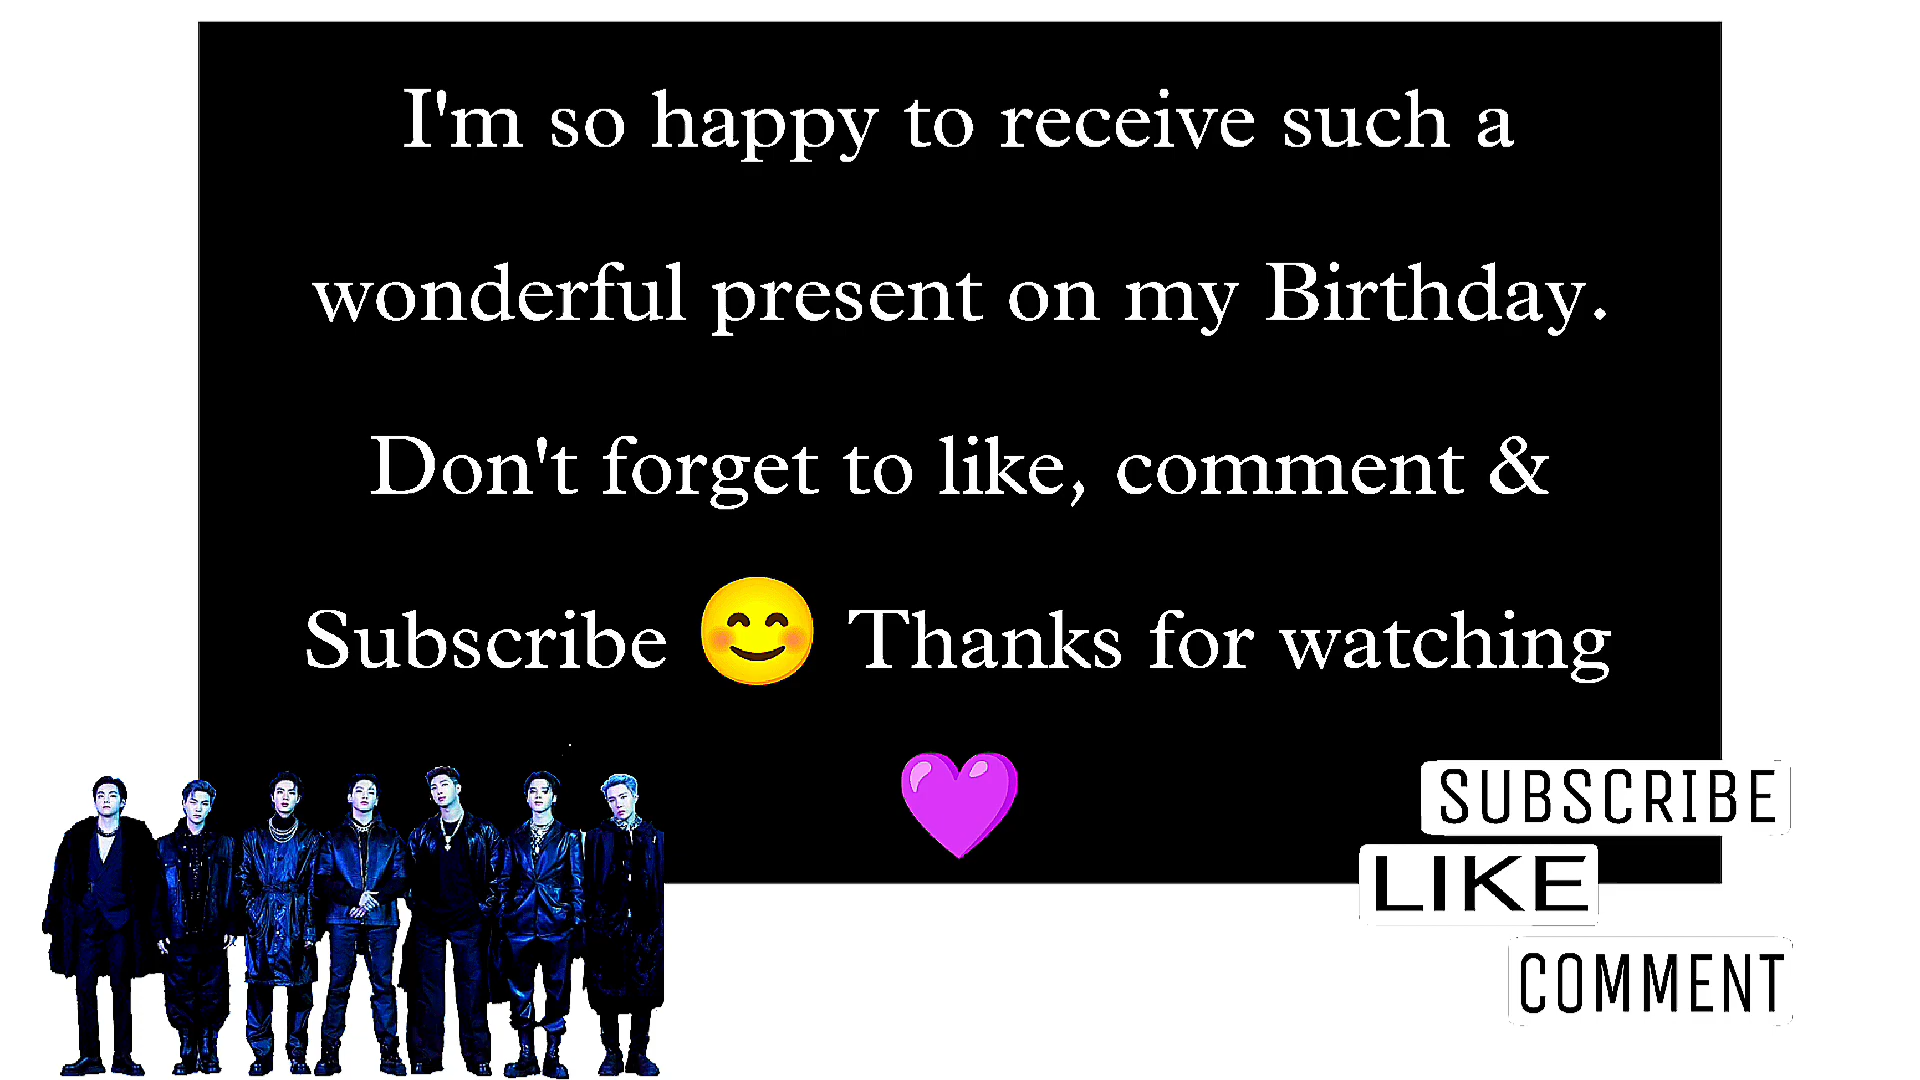 I'm so happy to receive such a
wonderful present on my Birthday.
Don't forget to like, comment &
Subscribe 😊 Thanks for watching
💜
SUBSCRIBE
LIKE
COMMENT